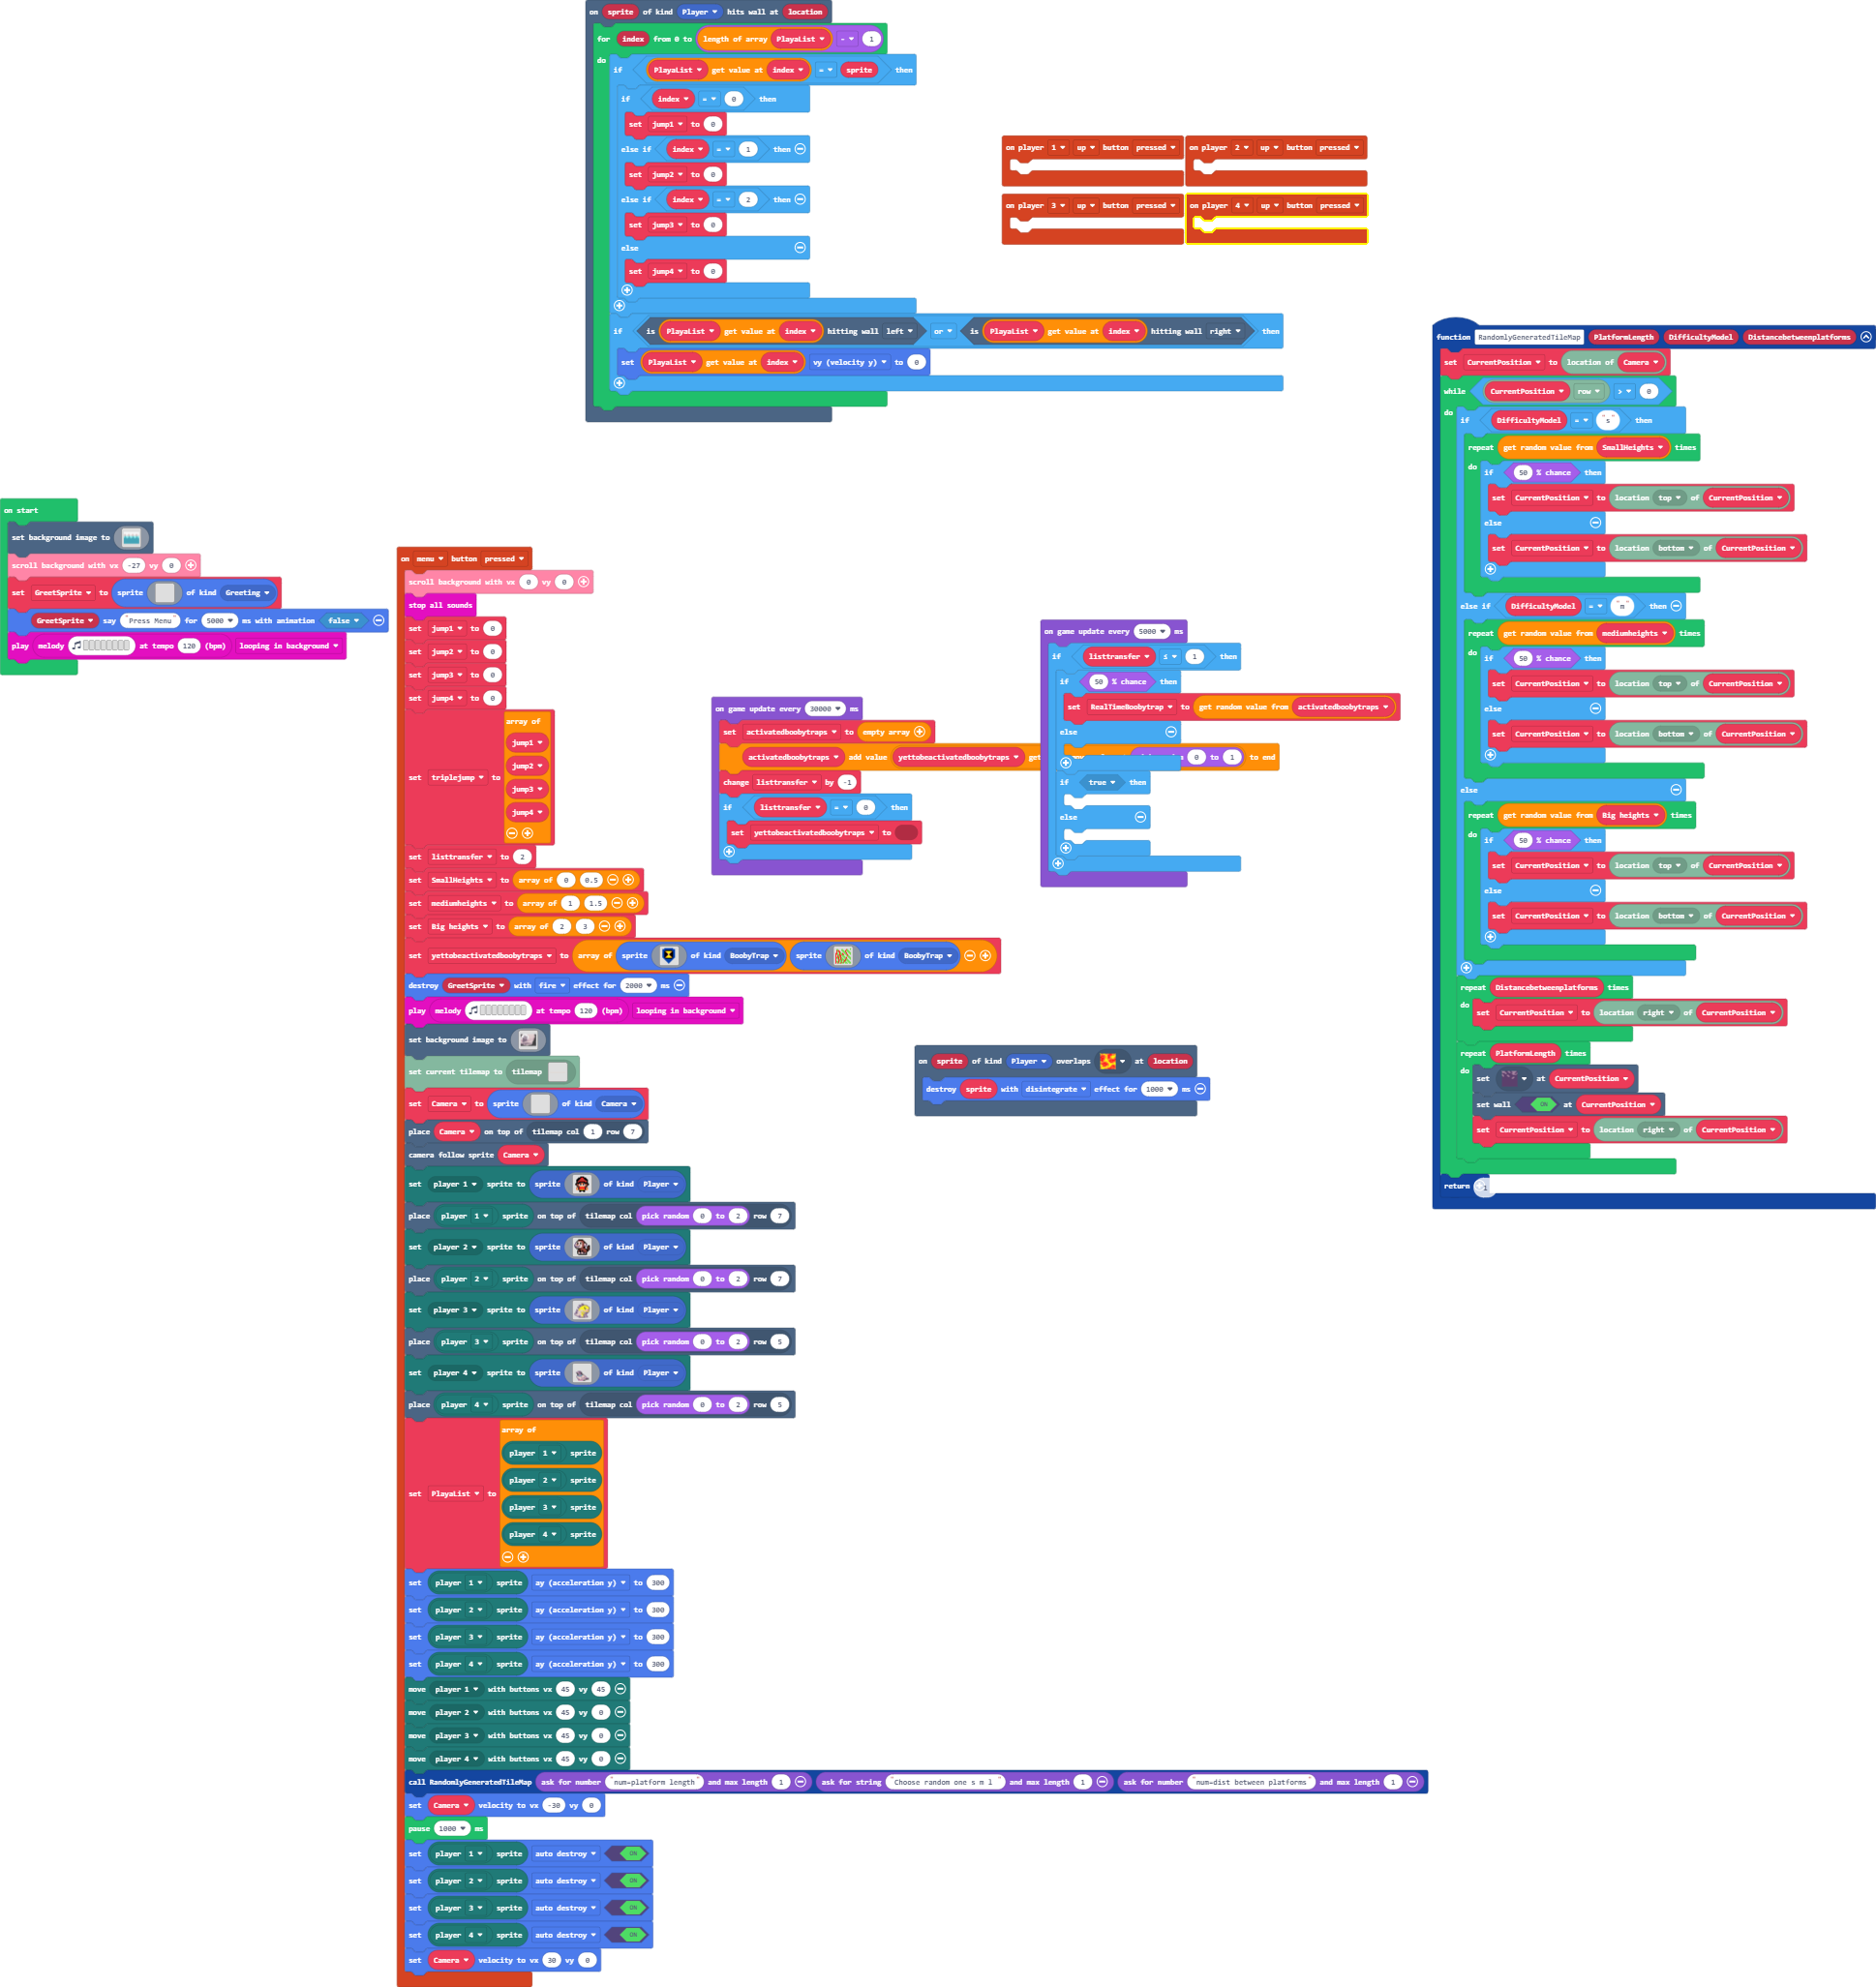 on sprite of kind Player hits wall at location
for index from 0 to length of array PlayaList - 1
do
if PlayaList get value at index = sprite then
if index = 0 then
set jump1 to 0
else if index = 1 then
set jump2 to 0
else if index = 2 then
set jump3 to 0
else
set jump4 to 0
if is PlayaList get value at index hitting wall left or is PlayaList get value at index hitting wall right then
set PlayaList get value at index vy (velocity y) to 0
on player 1 up button pressed
on player 2 up button pressed
on player 3 up button pressed
on player 4 up button pressed
function RandomlyGeneratedTileMap PlatformLength DifficultyModel Distancebetweenplatforms
set CurrentPosition to location of Camera
while CurrentPosition row > 0
do
if DifficultyModel = "s" then
repeat get random value from SmallHeights times
do
if 50 % chance then
set CurrentPosition to location top of CurrentPosition
else
set CurrentPosition to location bottom of CurrentPosition
else if DifficultyModel = "m" then
repeat get random value from mediumheights times
do
if 50 % chance then
set CurrentPosition to location top of CurrentPosition
else
set CurrentPosition to location bottom of CurrentPosition
else
repeat get random value from Big heights times
do
if 50 % chance then
set CurrentPosition to location top of CurrentPosition
else
set CurrentPosition to location bottom of CurrentPosition
repeat Distancebetweenplatforms times
do
set CurrentPosition to location right of CurrentPosition
repeat PlatformLength times
do
set at CurrentPosition
set wall ON at CurrentPosition
set CurrentPosition to location right of CurrentPosition
return 1
on start
set background image to
scroll background with vx -27 vy 0
set GreetSprite to sprite of kind Greeting
GreetSprite say "Press Menu" for 5000 ms with animation false
play melody at tempo 120 (bpm) looping in background
on menu button pressed
scroll background with vx 0 vy 0
stop all sounds
set jump1 to 0
set jump2 to 0
set jump3 to 0
set jump4 to 0
set triplejump to array of
jump1
jump2
jump3
jump4
set listtransfer to 2
set SmallHeights to array of 0 0.5
set mediumheights to array of 1 1.5
set Big heights to array of 2 3
set yettobeactivatedboobytraps to array of sprite of kind BoobyTrap sprite of kind BoobyTrap
destroy GreetSprite with fire effect for 2000 ms
play melody at tempo 120 (bpm) looping in background
set background image to
set current tilemap to tilemap
set Camera to sprite of kind Camera
place Camera on top of tilemap col 1 row 7
camera follow sprite Camera
set player 1 sprite to sprite of kind Player
place player 1 sprite on top of tilemap col pick random 0 to 2 row 7
set player 2 sprite to sprite of kind Player
place player 2 sprite on top of tilemap col pick random 0 to 2 row 7
set player 3 sprite to sprite of kind Player
place player 3 sprite on top of tilemap col pick random 0 to 2 row 5
set player 4 sprite to sprite of kind Player
place player 4 sprite on top of tilemap col pick random 0 to 2 row 5
set PlayaList to array of
player 1 sprite
player 2 sprite
player 3 sprite
player 4 sprite
set player 1 sprite ay (acceleration y) to 300
set player 2 sprite ay (acceleration y) to 300
set player 3 sprite ay (acceleration y) to 300
set player 4 sprite ay (acceleration y) to 300
move player 1 with buttons vx 45 vy 45
move player 2 with buttons vx 45 vy 0
move player 3 with buttons vx 45 vy 0
move player 4 with buttons vx 45 vy 0
call RandomlyGeneratedTileMap ask for number "num=platform length" and max length 1 ask for string "Choose random one s m l " and max length 1 ask for number "num=dist between platforms" and max length 1
set Camera velocity to vx -30 vy 0
pause 1000 ms
set player 1 sprite auto destroy ON
set player 2 sprite auto destroy ON
set player 3 sprite auto destroy ON
set player 4 sprite auto destroy ON
set Camera velocity to vx 30 vy 0
on game update every 30000 ms
set activatedboobytraps to empty array
activatedboobytraps add value yettobeactivatedboobytraps get 0 to 1 to end
change listtransfer by -1
if listtransfer = 0 then
set yettobeactivatedboobytraps to
on game update every 5000 ms
if listtransfer ≤ 1 then
if 50 % chance then
set RealTimeBoobytrap to get random value from activatedboobytraps
else
if true then
else
on sprite of kind Player overlaps at location
destroy sprite with disintegrate effect for 1000 ms